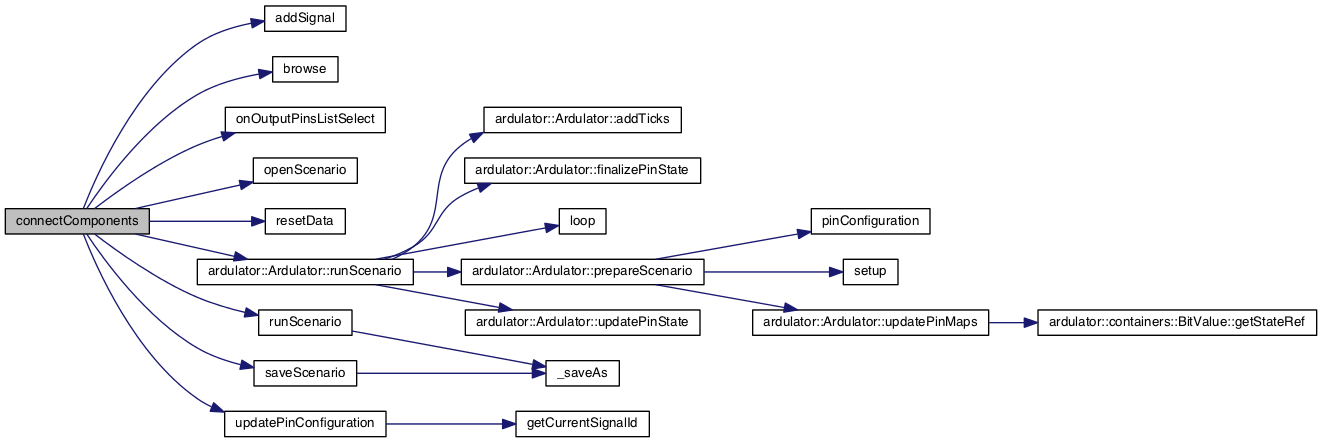 addSignal
browse
onOutputPinsListSelect
ardulator::Ardulator::addTicks
openScenario
ardulator::Ardulator::finalizePinState
connectComponents
resetData
loop
pinConfiguration
ardulator::Ardulator::runScenario
ardulator::Ardulator::prepareScenario
setup
runScenario
ardulator::Ardulator::updatePinState
ardulator::Ardulator::updatePinMaps
ardulator::containers::BitValue::getStateRef
saveScenario
_saveAs
updatePinConfiguration
getCurrentSignalId